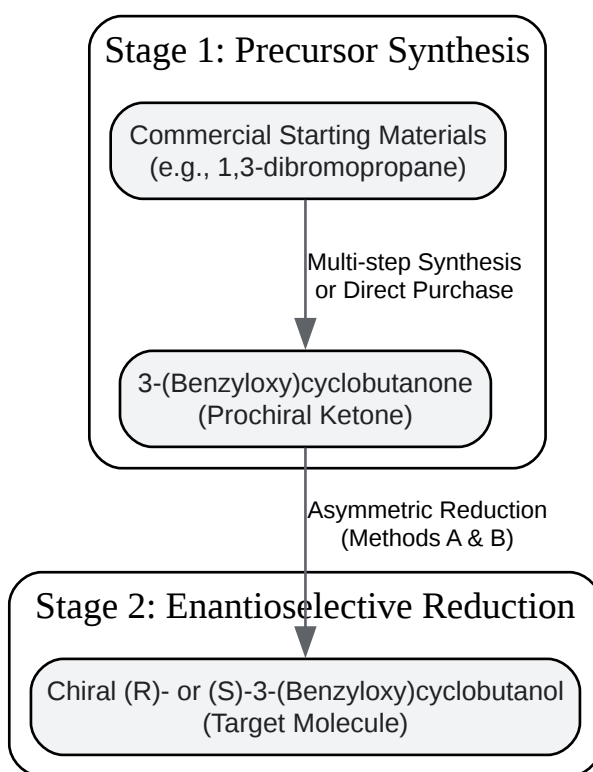 Stage 1: Precursor Synthesis
Commercial Starting Materials
(e.g., 1,3-dibromopropane)
Multi-step Synthesis
or Direct Purchase
3-(Benzyloxy)cyclobutanone
(Prochiral Ketone)
Asymmetric Reduction
(Methods A & B)
Stage 2: Enantioselective Reduction
Chiral (R)- or (S)-3-(Benzyloxy)cyclobutanol
(Target Molecule)